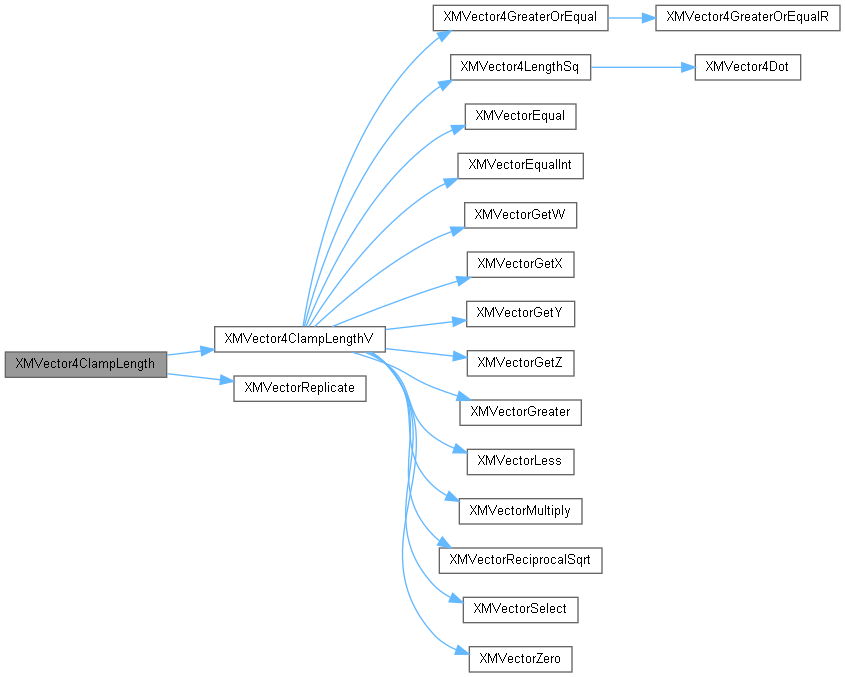 XMVector4GreaterOrEqual
XMVector4GreaterOrEqualR
XMVector4LengthSq
XMVector4Dot
XMVectorEqual
XMVectorEqualInt
XMVectorGetW
XMVectorGetX
XMVectorGetY
XMVector4ClampLengthV
XMVector4ClampLength
XMVectorGetZ
XMVectorReplicate
XMVectorGreater
XMVectorLess
XMVectorMultiply
XMVectorReciprocalSqrt
XMVectorSelect
XMVectorZero